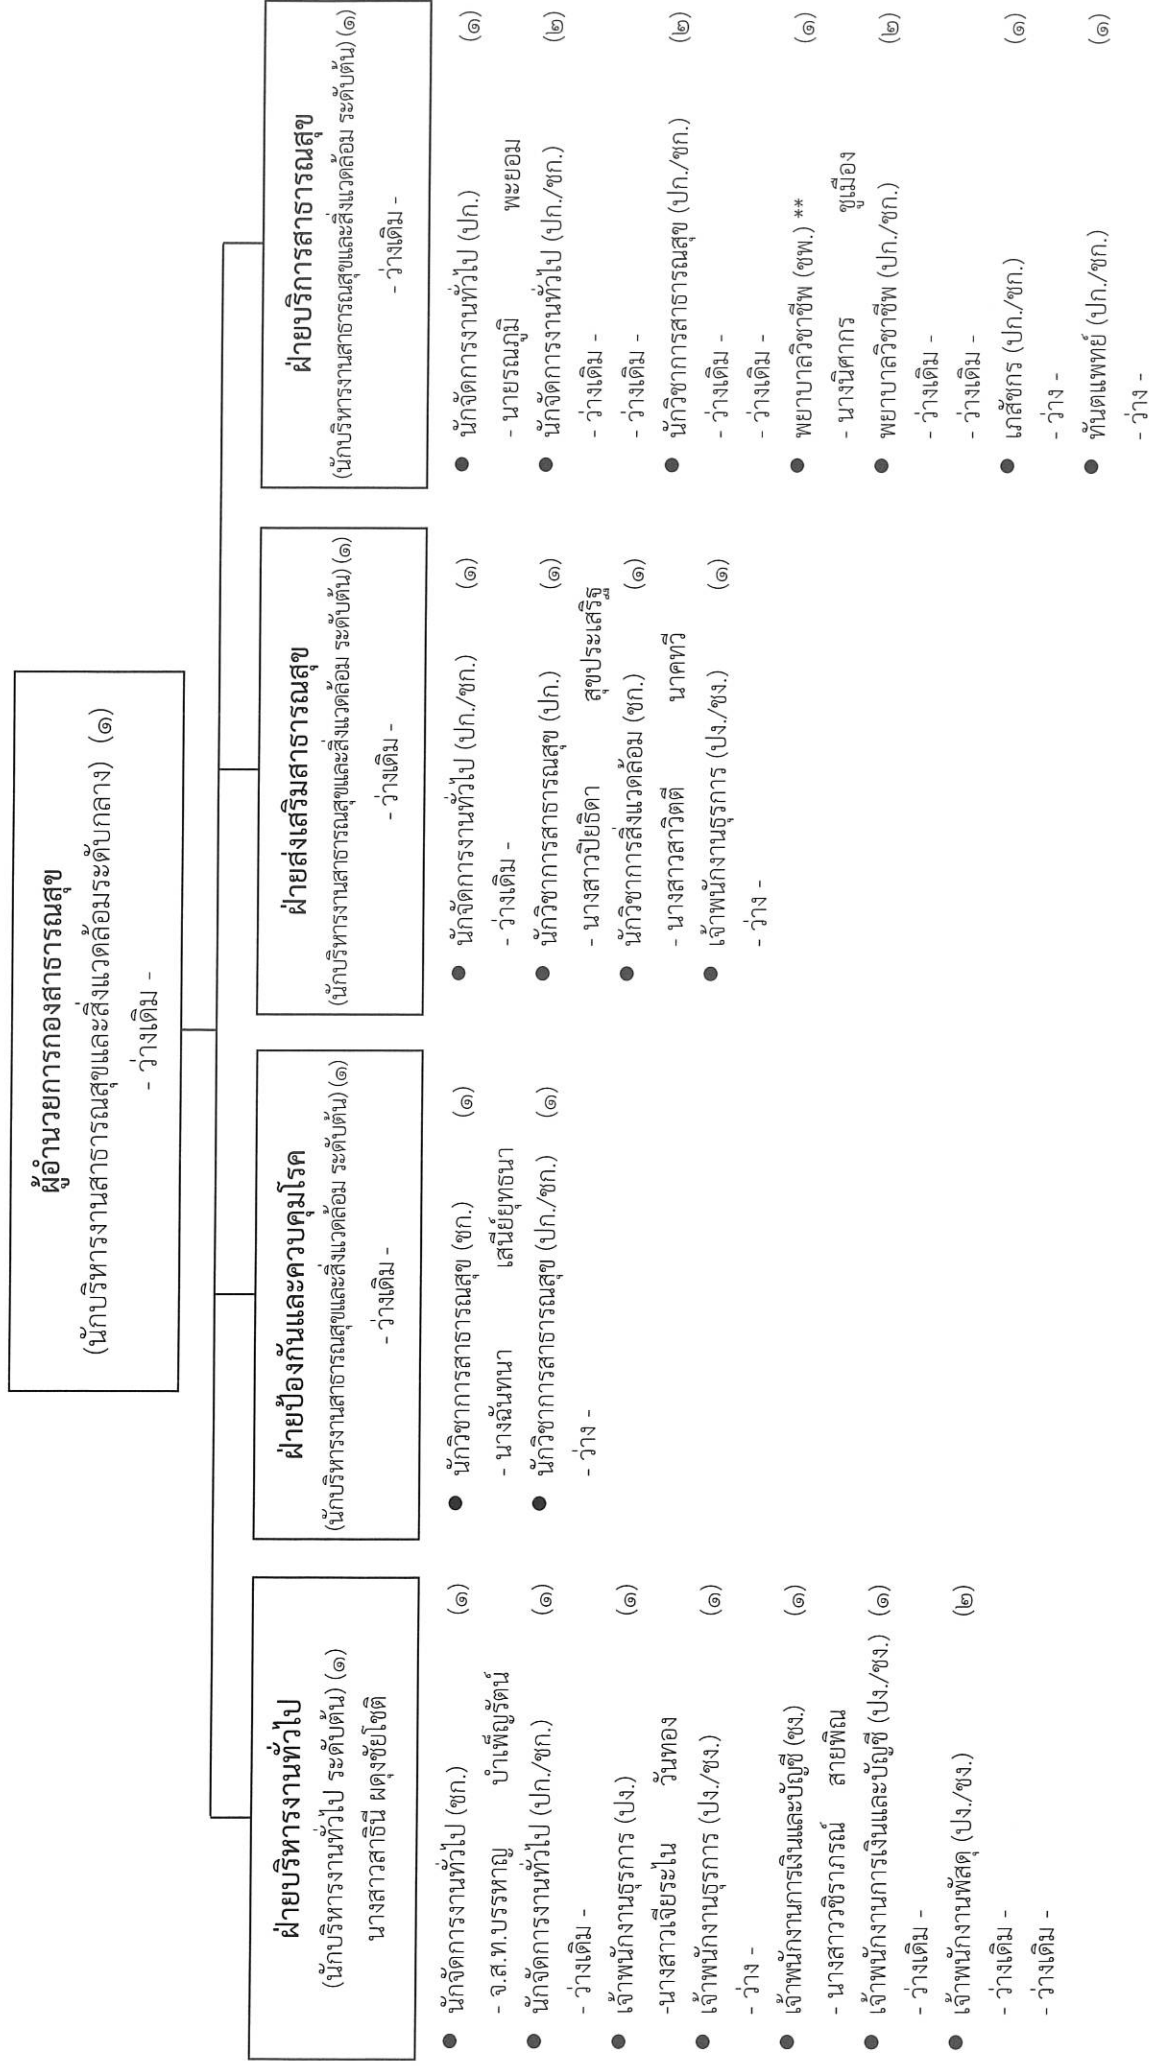 ผู้อำนวยการกองสาธารณสุข
(นักบริหารงานสาธารณสุขและสิ่งแวดล้อมระดับกลาง) (๑)
- ว่างเดิม -
ฝ่ายบริหารงานทั่วไป
(นักบริหารงานทั่วไป ระดับต้น) (๑)
นางสาวสาธินี ผดุงชัยโชติ
● นักจัดการงานทั่วไป (ชก.) (๑)
- จ.ส.ท.บรรหาญ บำเพ็ญรัตน์
● นักจัดการงานทั่วไป (ปก./ชก.) (๑)
- ว่างเดิม -
● เจ้าพนักงานธุรการ (ปง.) (๑)
-นางสาวเจียระไน วันทอง
● เจ้าพนักงานธุรการ (ปง./ชง.) (๑)
- ว่าง -
● เจ้าพนักงานการเงินและบัญชี (ชง.) (๑)
- นางสาววชิราภรณ์ สายพิณ
● เจ้าพนักงานการเงินและบัญชี (ปง./ชง.) (๑)
- ว่างเดิม -
● เจ้าพนักงานพัสดุ (ปง./ชง.) (๒)
- ว่างเดิม -
- ว่างเดิม -
ฝ่ายป้องกันและควบคุมโรค
(นักบริหารงานสาธารณสุขและสิ่งแวดล้อม ระดับต้น) (๑)
- ว่างเดิม -
● นักวิชาการสาธารณสุข (ชก.) (๑)
- นางฉันทนา เสนีย์ยุทธนา
● นักวิชาการสาธารณสุข (ปก./ชก.) (๑)
- ว่าง -
ฝ่ายส่งเสริมสาธารณสุข
(นักบริหารงานสาธารณสุขและสิ่งแวดล้อม ระดับต้น) (๑)
- ว่างเดิม -
● นักจัดการงานทั่วไป (ปก./ชก.) (๑)
- ว่างเดิม -
● นักวิชาการสาธารณสุข (ปก.) (๑)
- นางสาวปิยธิดา สุขประเสริฐ
● นักวิชาการสิ่งแวดล้อม (ชก.) (๑)
- นางสาวสาวิตตี นาคทวี
● เจ้าพนักงานธุรการ (ปง./ชง.) (๑)
- ว่าง -
ฝ่ายบริการสาธารณสุข
(นักบริหารงานสาธารณสุขและสิ่งแวดล้อม ระดับต้น) (๑)
- ว่างเดิม -
● นักจัดการงานทั่วไป (ปก.) (๑)
- นายรณภูมิ พะยอม
● นักจัดการงานทั่วไป (ปก./ชก.) (๒)
- ว่างเดิม -
- ว่างเดิม -
● นักวิชาการสาธารณสุข (ปก./ชก.) (๒)
- ว่างเดิม -
- ว่างเดิม -
● พยาบาลวิชาชีพ (ชพ.) ** (๑)
- นางนิศากร ชูเมือง
● พยาบาลวิชาชีพ (ปก./ชก.) (๒)
- ว่างเดิม -
- ว่างเดิม -
● เภสัชกร (ปก./ชก.) (๑)
- ว่าง -
● ทันตแพทย์ (ปก./ชก.) (๑)
- ว่าง -